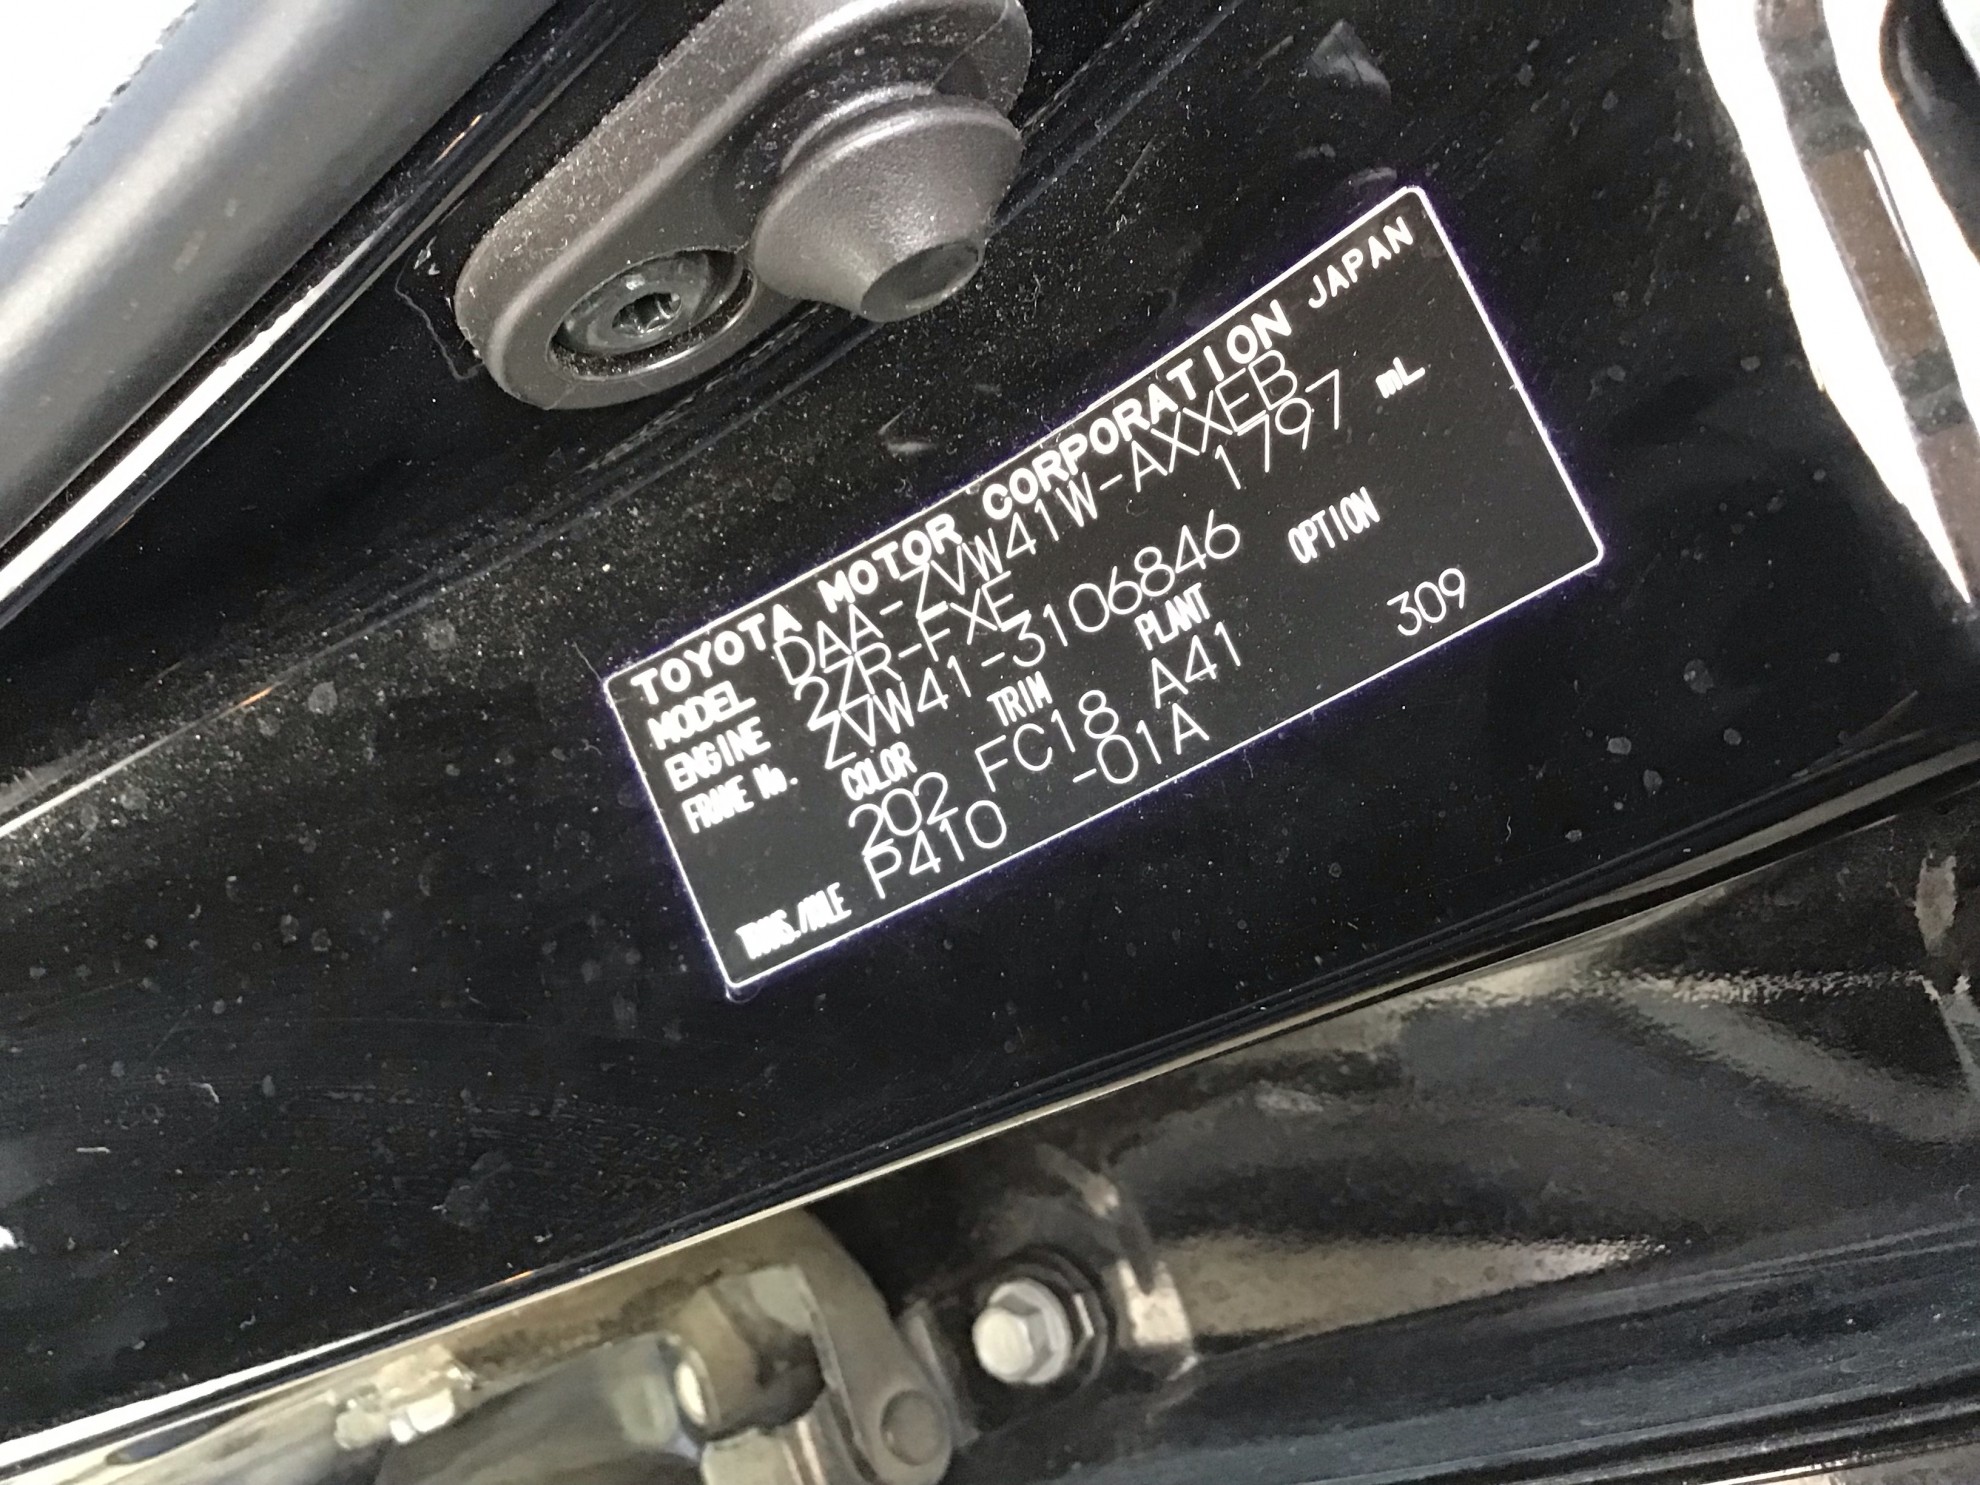 TOYOTA MOTOR CORPORATION JAPAN
MODEL DAA-ZVW41W-AXXEB
ENGINE 2ZR-FXE 1797 mL
FRAME No. ZVW41-3106846
COLOR TRIM PLANT OPTION
202 FC18 A41 309
TRANS./AXLE P410 -01A